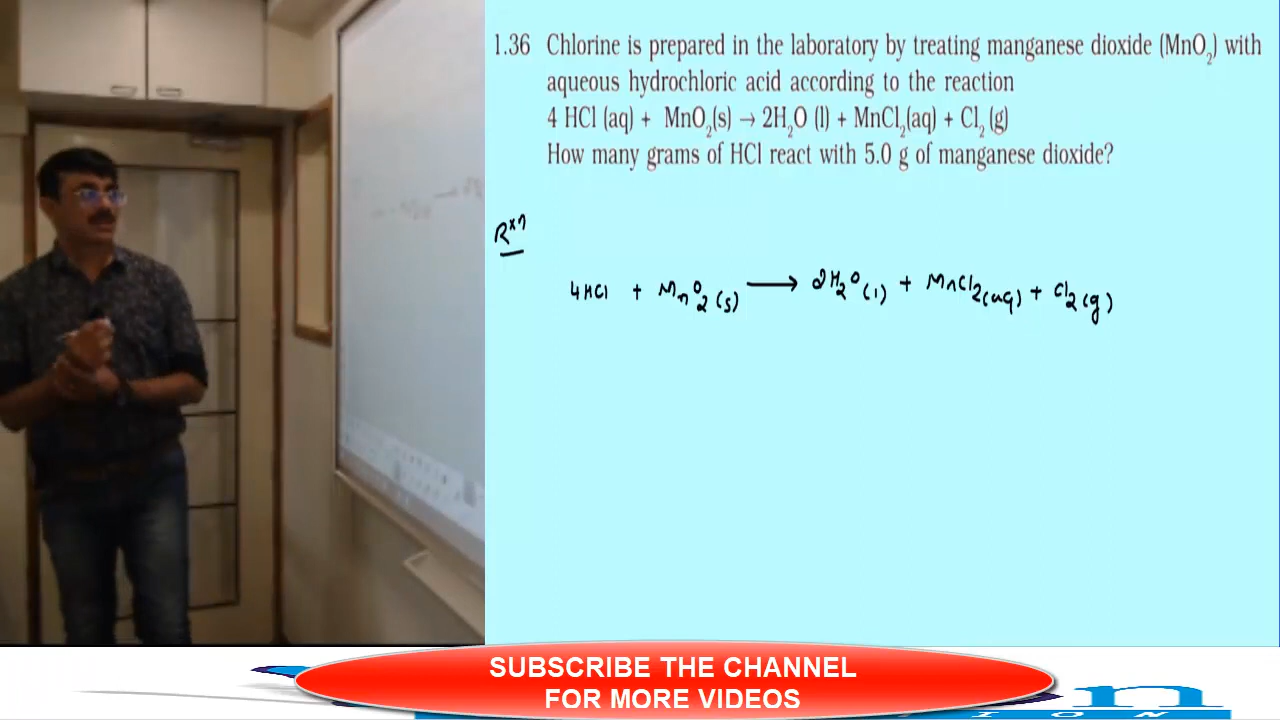 1.36 Chlorine is prepared in the laboratory by treating manganese dioxide (MnO₂) with
aqueous hydrochloric acid according to the reaction
4 HCl (aq) + MnO₂(s) → 2H₂O (l) + MnCl₂(aq) + Cl₂ (g)
How many grams of HCl react with 5.0 g of manganese dioxide?
Rxn
4HCl + MnO₂(s) ⟶ 2H₂O(l) + MnCl₂(aq) + Cl₂(g)
SUBSCRIBE THE CHANNEL
FOR MORE VIDEOS
n
I O N